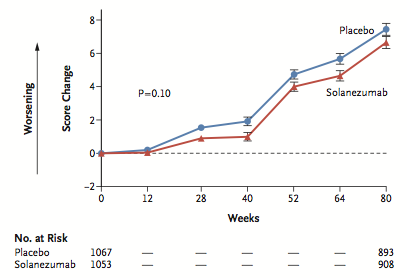 8
Placebo
6
P=0.10
4
Solanezumab
Worsening
Score Change
2
0
−2
0 12 28 40 52 64 80
Weeks
No. at Risk
Placebo 1067 — — — — — 893
Solanezumab 1053 — — — — — 908